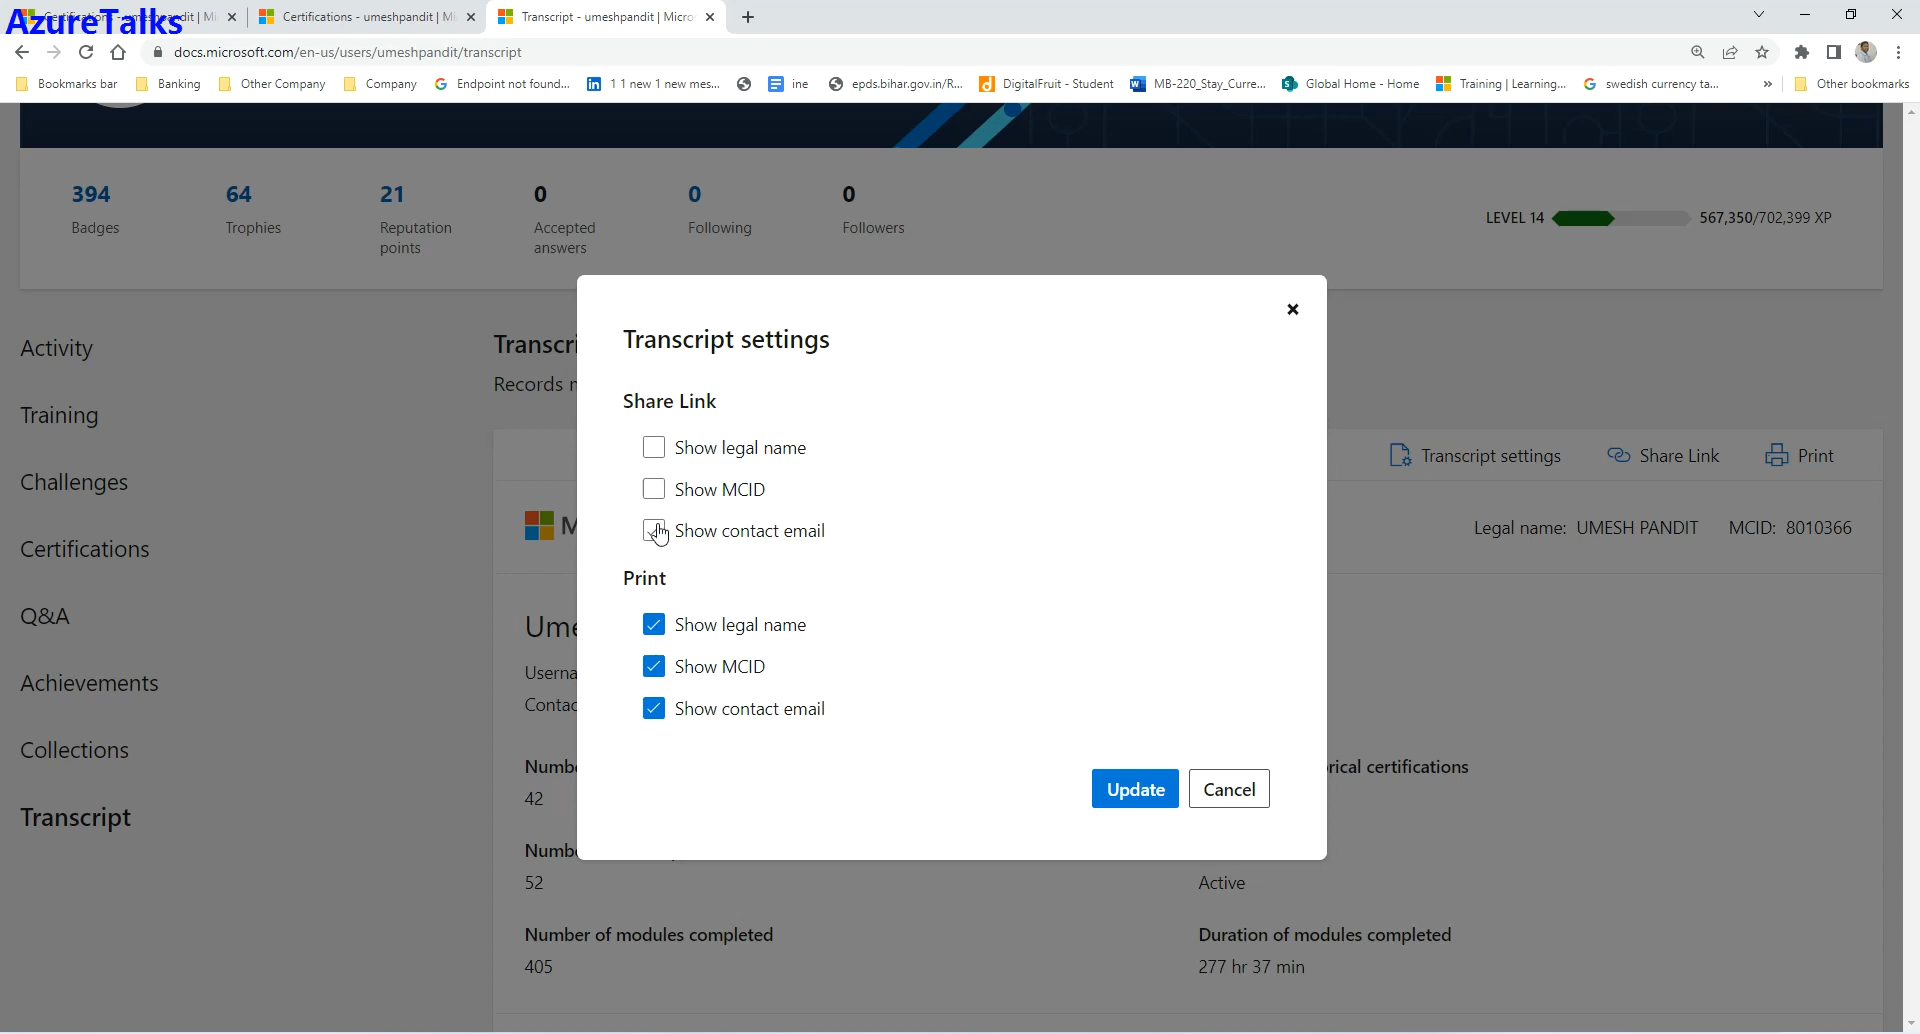 AzureTalks
Certifications - umeshpandit | Mi
Transcript - umeshpandit | Micro
docs.microsoft.com/en-us/users/umeshpandit/transcript
Bookmarks bar Banking Other Company Company Endpoint not found... 1 1 new 1 new mes... ine epds.bihar.gov.in/R... DigitalFruit - Student MB-220_Stay_Curre... Global Home - Home Training | Learning... swedish currency ta... » Other bookmarks
394 64 21 0 0 0
Badges Trophies Reputation points Accepted answers Following Followers
LEVEL 14 567,350/702,399 XP
Activity
Training
Challenges
Certifications
Q&A
Achievements
Collections
Transcript
Transcri
Records
Transcript settings Share Link Print
Legal name: UMESH PANDIT MCID: 8010366
Ume
Userna
Contac
Numb
42
rical certifications
Numb
52
Active
Number of modules completed
405
Duration of modules completed
277 hr 37 min
Transcript settings
Share Link
Show legal name
Show MCID
Show contact email
Print
Show legal name
Show MCID
Show contact email
Update Cancel